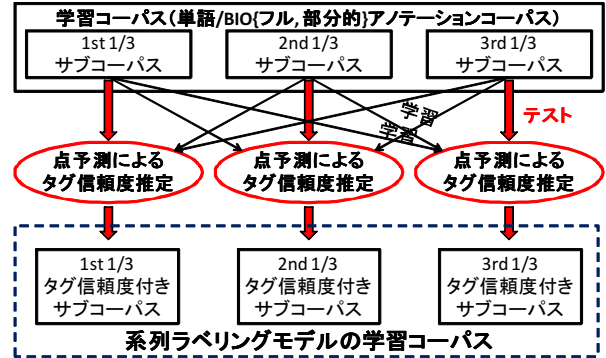 学習コーパス(単語/BIO{フル, 部分的}アノテーションコーパス)
1st 1/3
サブコーパス
2nd 1/3
サブコーパス
3rd 1/3
サブコーパス
学習
学習
テスト
点予測による
タグ信頼度推定
点予測による
タグ信頼度推定
点予測による
タグ信頼度推定
1st 1/3
タグ信頼度付き
サブコーパス
2nd 1/3
タグ信頼度付き
サブコーパス
3rd 1/3
タグ信頼度付き
サブコーパス
系列ラベリングモデルの学習コーパス